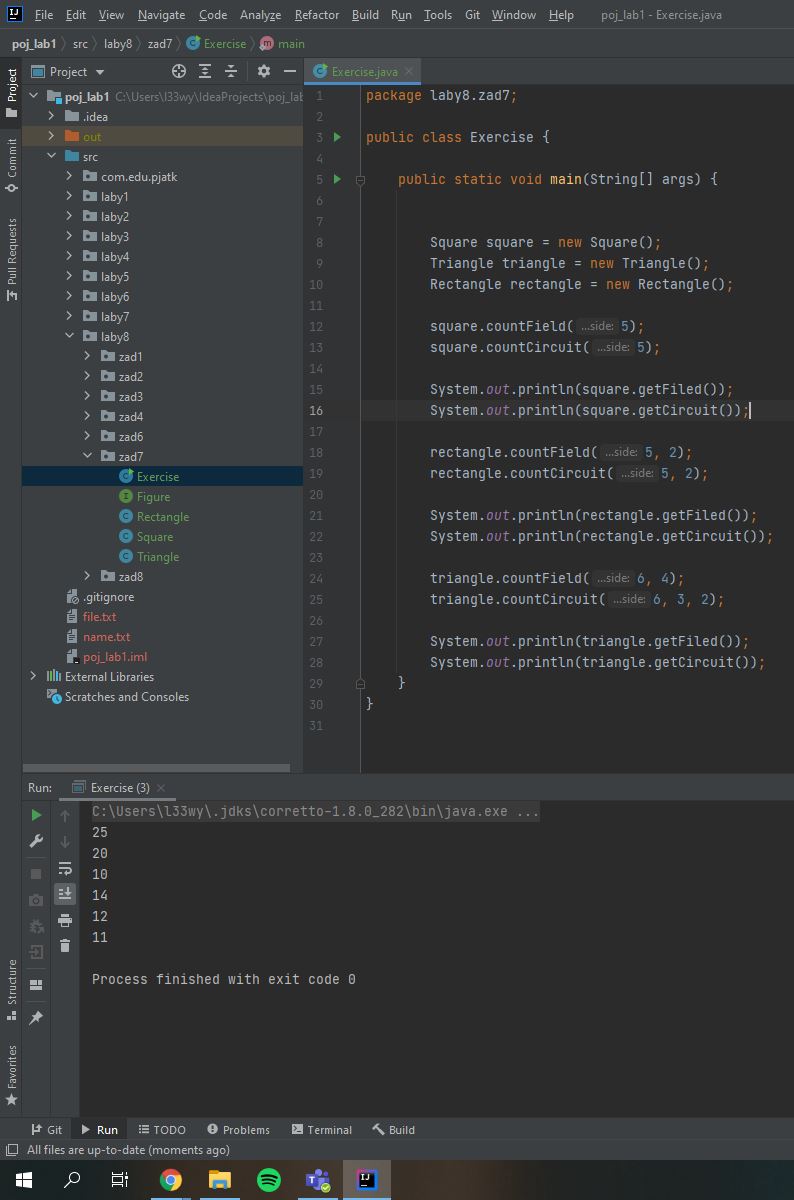 File Edit View Navigate Code Analyze Refactor Build Run Tools Git Window Help poj_lab1 - Exercise.java
poj_lab1 src laby8 zad7 Exercise main
Project
Commit
Pull Requests
Structure
Favorites
Project
poj_lab1 C:\Users\l33wy\IdeaProjects\poj_lab
.idea
out
src
com.edu.pjatk
laby1
laby2
laby3
laby4
laby5
laby6
laby7
laby8
zad1
zad2
zad3
zad4
zad6
zad7
Exercise
Figure
Rectangle
Square
Triangle
zad8
.gitignore
file.txt
name.txt
poj_lab1.iml
External Libraries
Scratches and Consoles
Exercise.java
1 package laby8.zad7;
2
3 public class Exercise {
4
5 public static void main(String[] args) {
6
7
8 Square square = new Square();
9 Triangle triangle = new Triangle();
10 Rectangle rectangle = new Rectangle();
11
12 square.countField( ...side: 5);
13 square.countCircuit( ...side: 5);
14
15 System.out.println(square.getFiled());
16 System.out.println(square.getCircuit());
17
18 rectangle.countField( ...side: 5, 2);
19 rectangle.countCircuit( ...side: 5, 2);
20
21 System.out.println(rectangle.getFiled());
22 System.out.println(rectangle.getCircuit());
23
24 triangle.countField( ...side: 6, 4);
25 triangle.countCircuit( ...side: 6, 3, 2);
26
27 System.out.println(triangle.getFiled());
28 System.out.println(triangle.getCircuit());
29 }
30 }
31
Run: Exercise (3)
C:\Users\l33wy\.jdks\corretto-1.8.0_282\bin\java.exe ...
25
20
10
14
12
11
Process finished with exit code 0
Git Run TODO Problems Terminal Build
All files are up-to-date (moments ago)